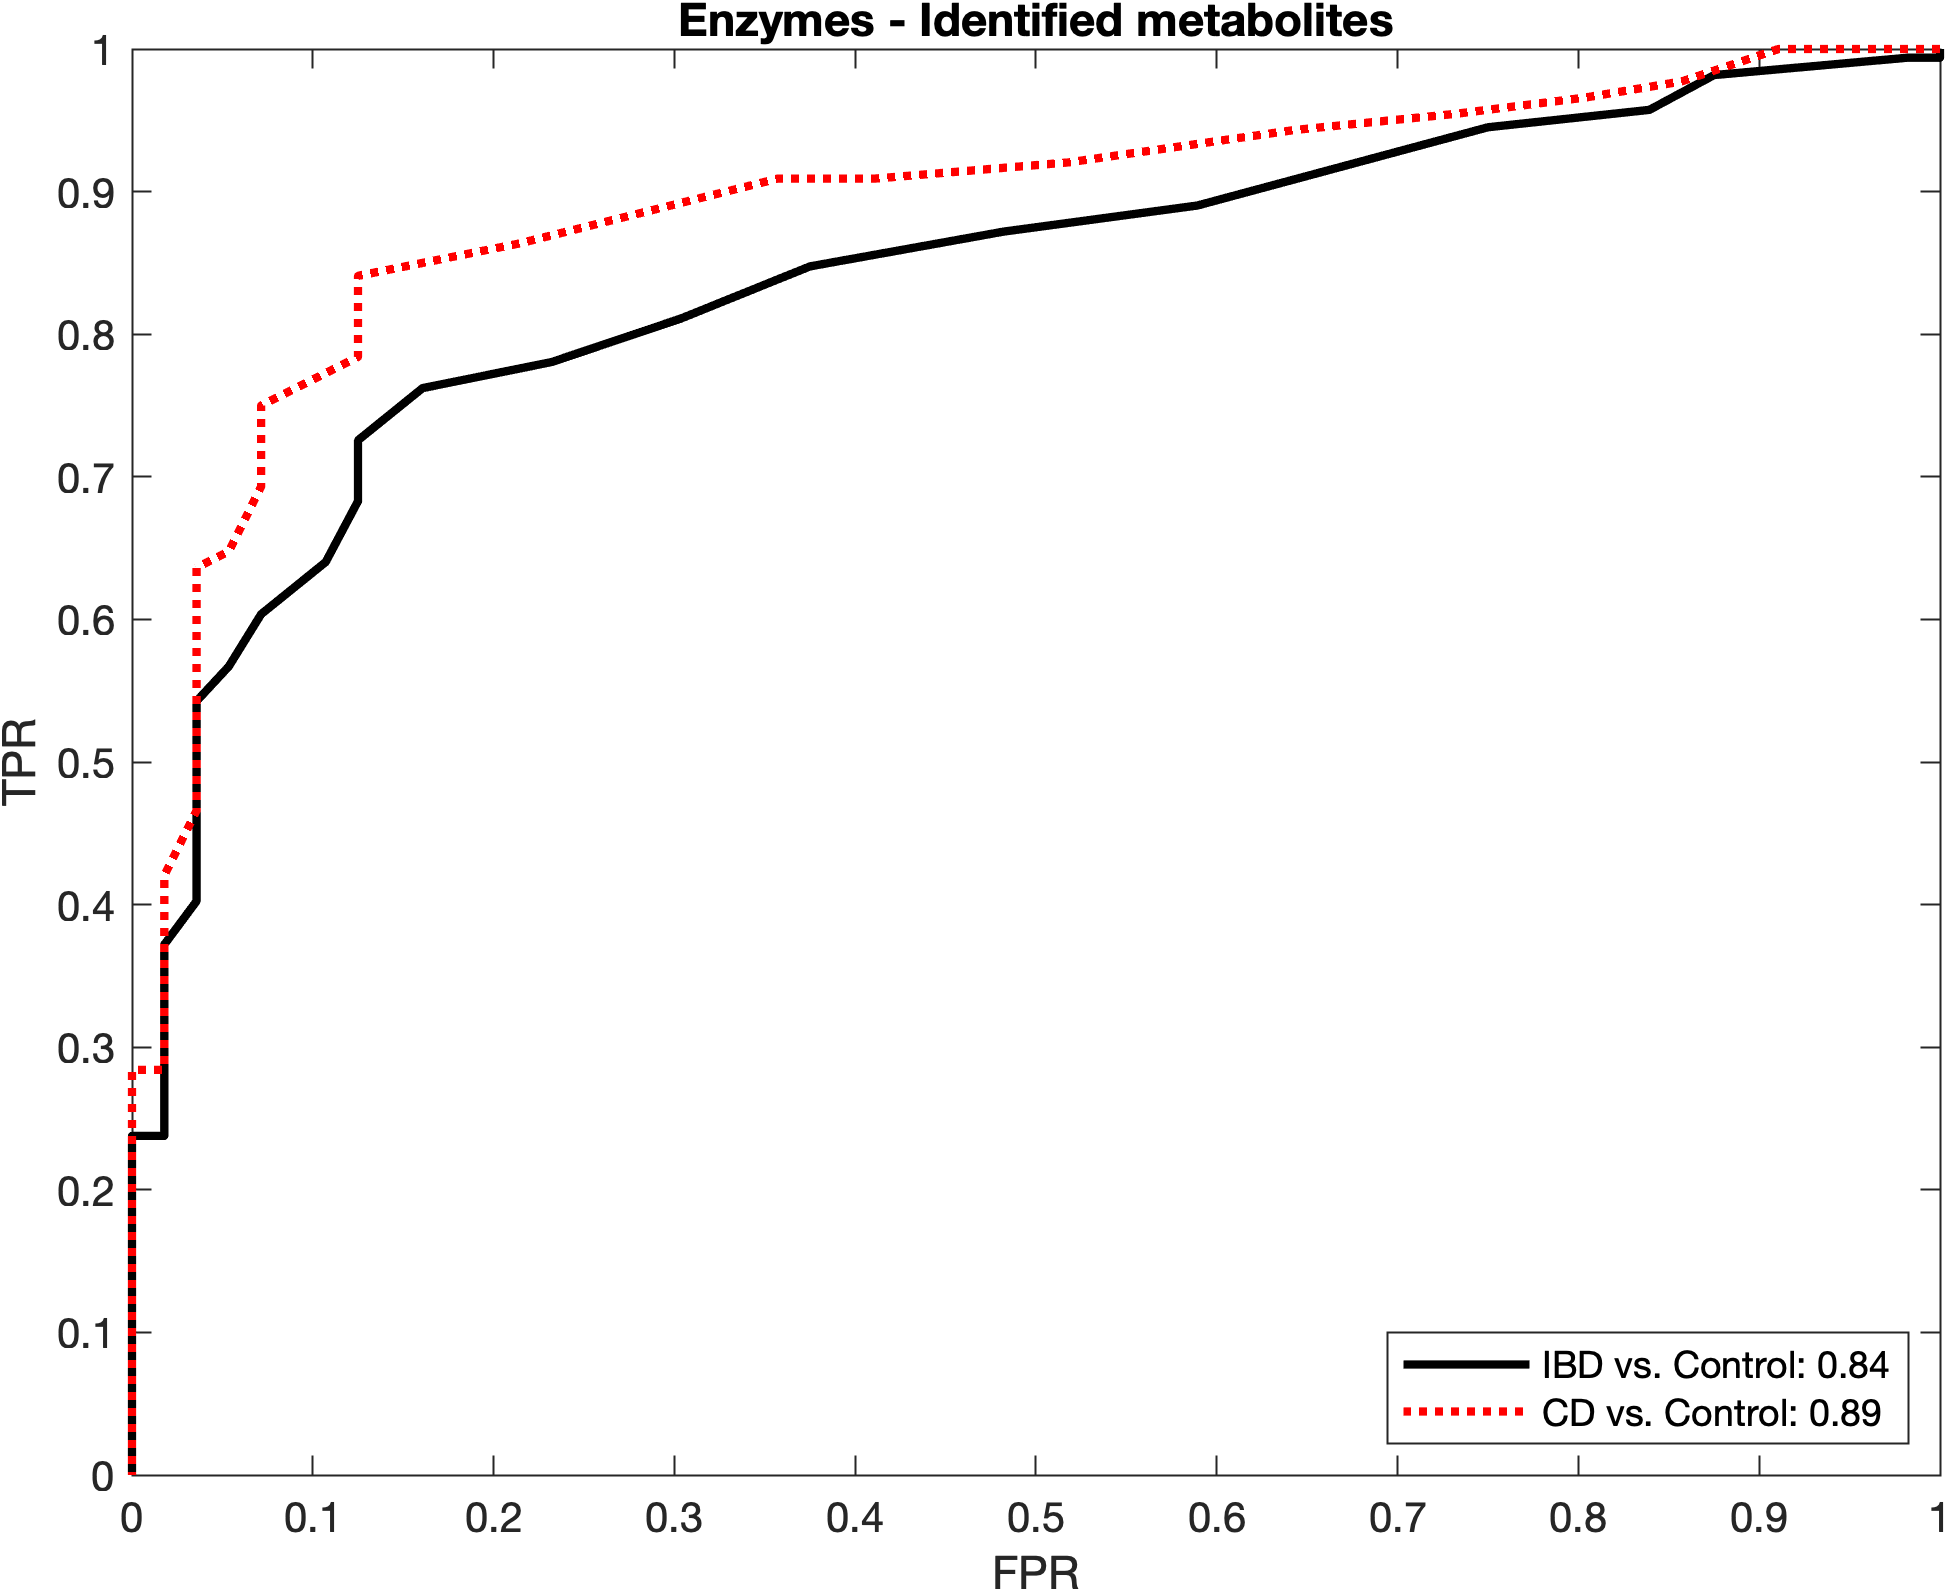 Enzymes - Identified metabolites
1
0.9
0.8
0.7
0.6
0.5
0.4
0.3
0.2
0.1
0
TPR
IBD vs. Control: 0.84
CD vs. Control: 0.89
0 0.1 0.2 0.3 0.4 0.5 0.6 0.7 0.8 0.9 1
FPR